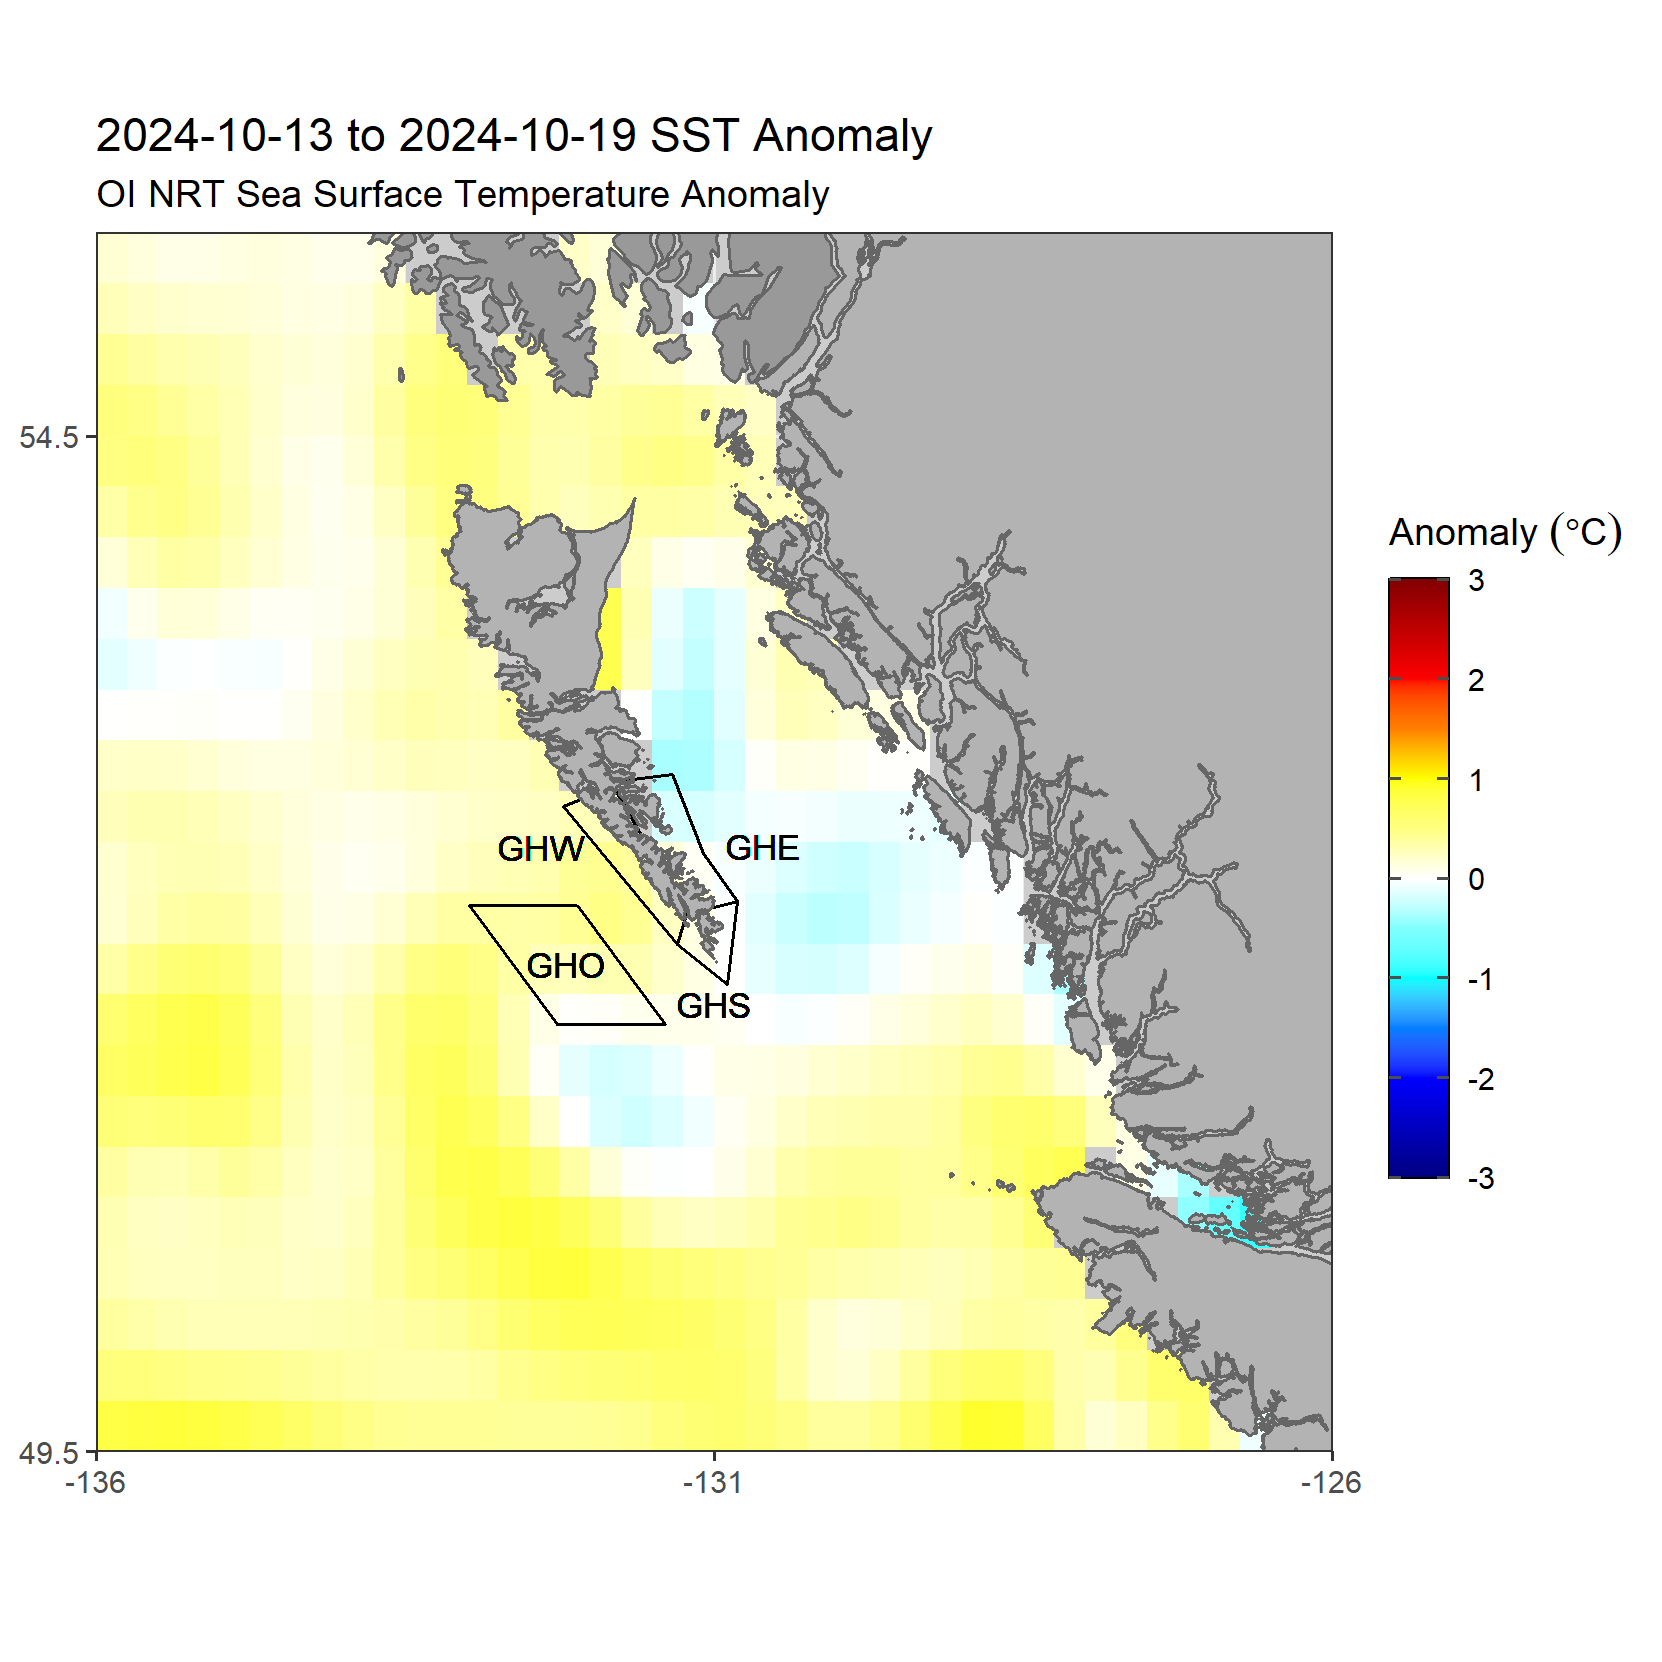 2024-10-13 to 2024-10-19 SST Anomaly
OI NRT Sea Surface Temperature Anomaly
54.5
49.5
-136
-131
-126
GHW
GHE
GHO
GHS
Anomaly (°C)
3
2
1
0
-1
-2
-3